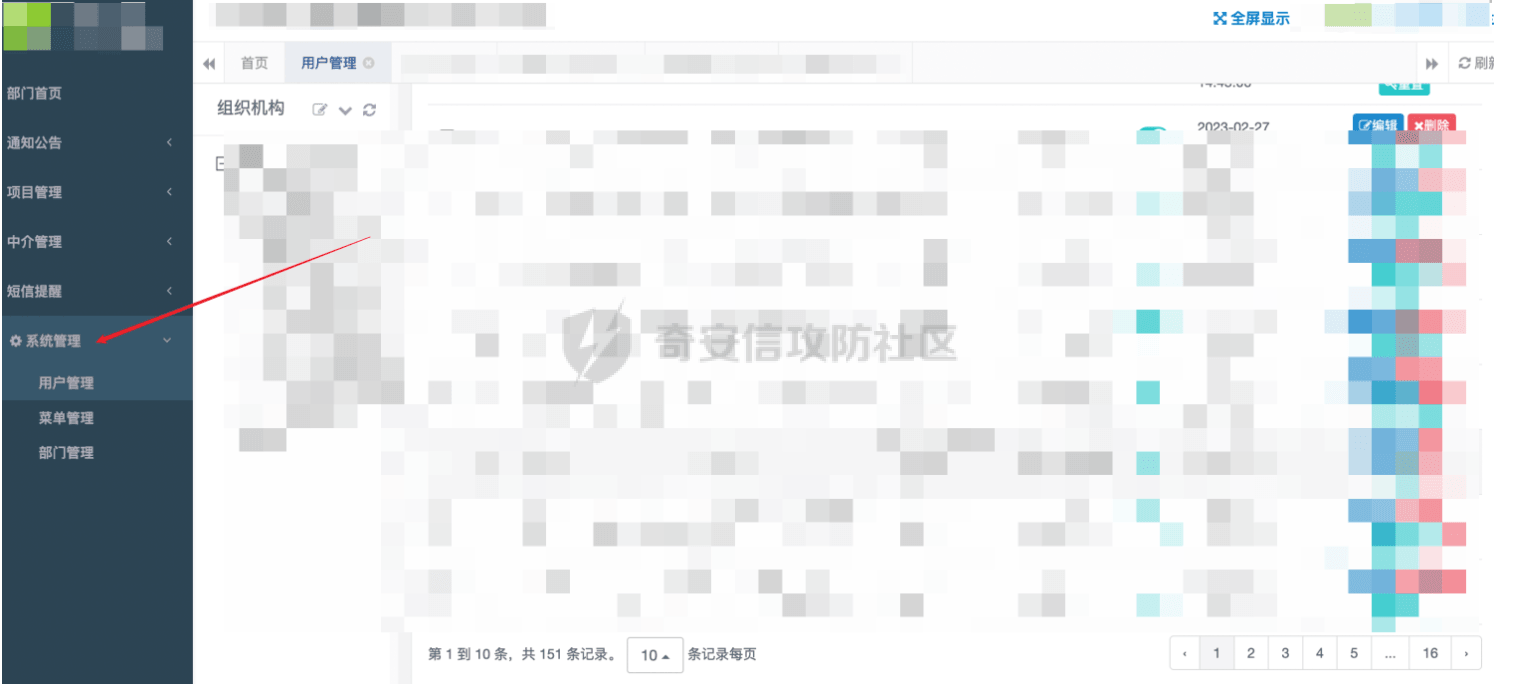 全屏显示
首页
用户管理
刷新
部门首页
组织机构
重置
通知公告
2023-02-27
编辑
删除
项目管理
中介管理
短信提醒
系统管理
奇安信攻防社区
用户管理
菜单管理
部门管理
第 1 到 10 条，共 151 条记录。 10 条记录每页
‹ 1 2 3 4 5 ... 16 ›